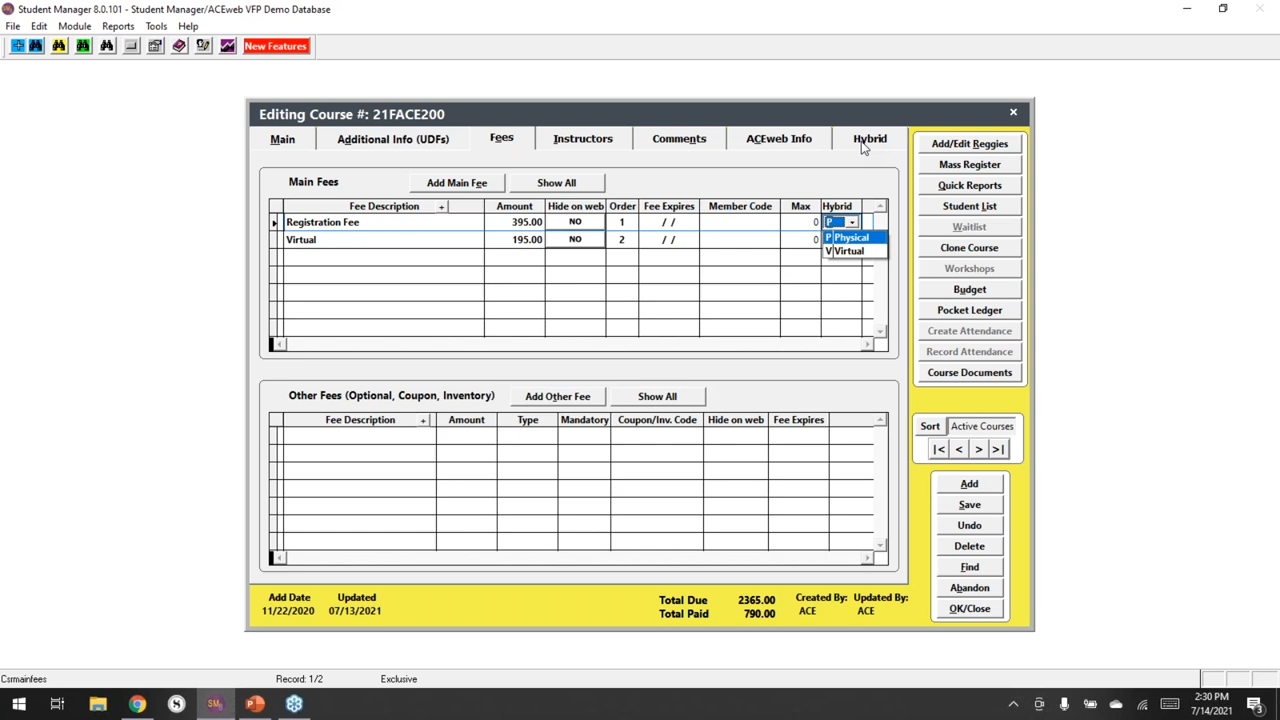 Student Manager 8.0.101 - Student Manager/ACEweb VFP Demo Database
File Edit Module Reports Tools Help
New Features
Editing Course #: 21FACE200
Main Additional Info (UDFs) Fees Instructors Comments ACEweb Info Hybrid
Main Fees Add Main Fee Show All
Fee Description + Amount Hide on web Order Fee Expires Member Code Max Hybrid
Registration Fee 395.00 NO 1 / / 0 P
Virtual 195.00 NO 2 / / 0
P Physical
V Virtual
Other Fees (Optional, Coupon, Inventory) Add Other Fee Show All
Fee Description + Amount Type Mandatory Coupon/Inv. Code Hide on web Fee Expires
Add/Edit Reggies
Mass Register
Quick Reports
Student List
Waitlist
Clone Course
Workshops
Budget
Pocket Ledger
Create Attendance
Record Attendance
Course Documents
Sort Active Courses
|< < > >|
Add
Save
Undo
Delete
Find
Abandon
OK/Close
Add Date Updated
11/22/2020 07/13/2021
Total Due 2365.00
Total Paid 790.00
Created By: Updated By:
ACE ACE
Csrmainfees Record: 1/2 Exclusive
2:30 PM
7/14/2021
3